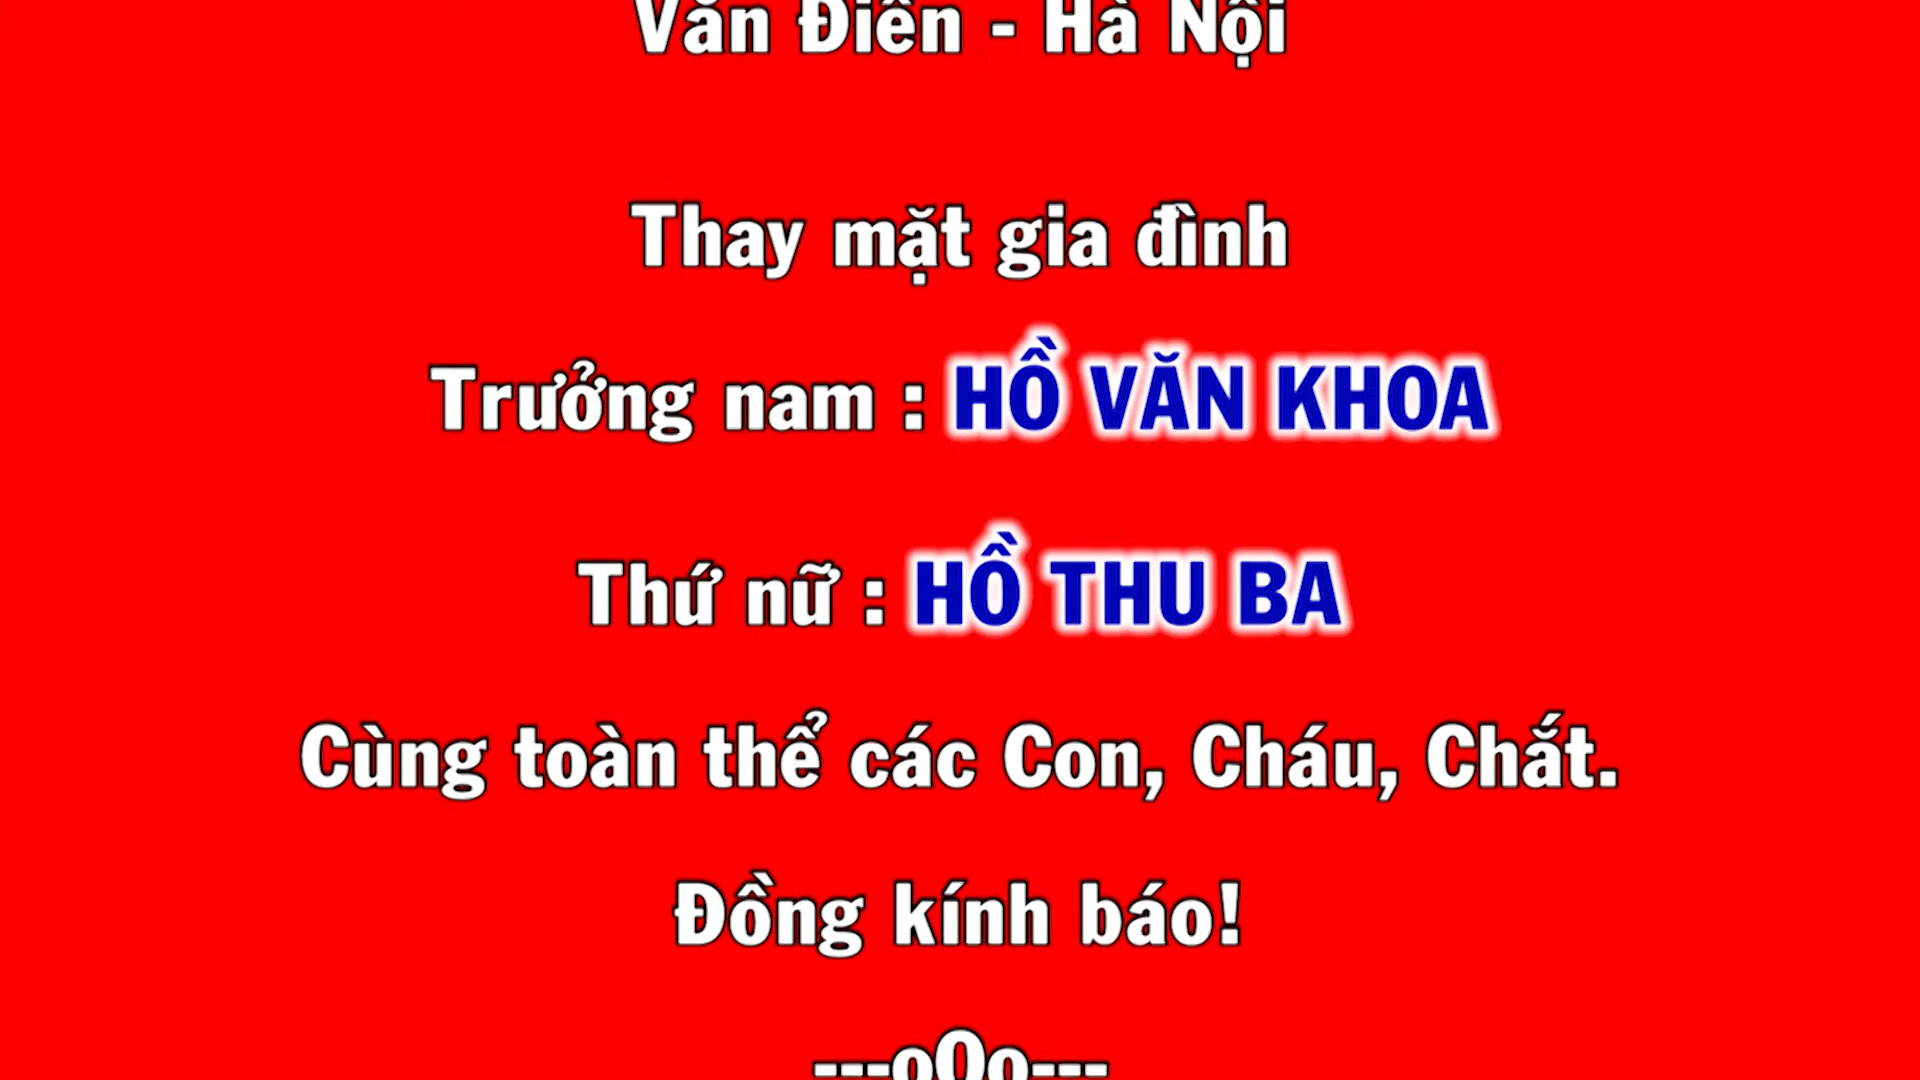 Văn Điển - Hà Nội
Thay mặt gia đình
Trưởng nam : HỒ VĂN KHOA
Thứ nữ : HỒ THU BA
Cùng toàn thể các Con, Cháu, Chắt.
Đồng kính báo!
---oOo---